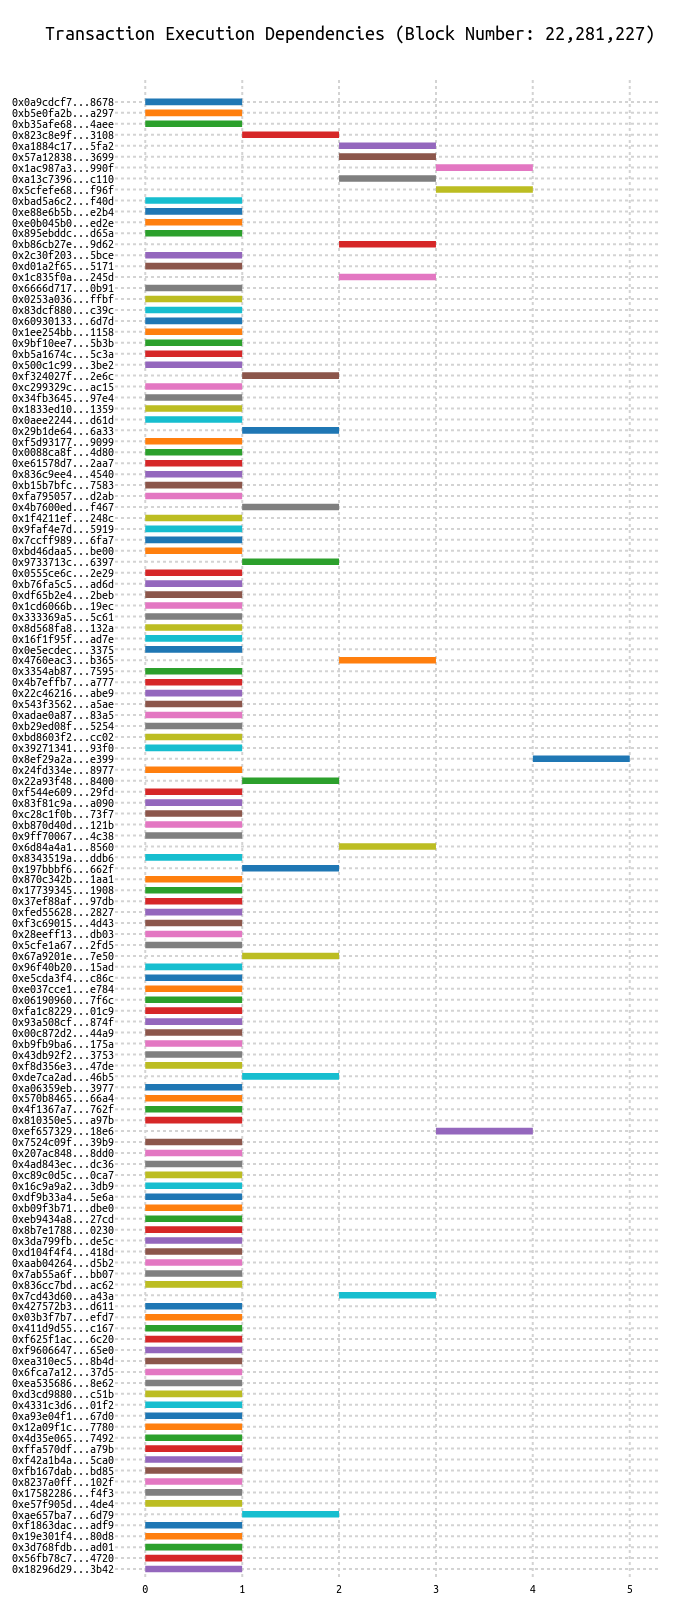 Transaction Execution Dependencies (Block Number: 22,281,227)
0x0a9cdcf7...8678
0xb5e0fa2b...a297
0xb35afe68...4aee
0x823c8e9f...3108
0xa1884c17...5fa2
0x57a12838...3699
0x1ac987a3...990f
0xa13c7396...c110
0x5cfefe68...f96f
0xbad5a6c2...f40d
0xe88e6b5b...e2b4
0xe0b045b0...ed2e
0x895ebddc...d65a
0xb86cb27e...9d62
0x2c30f203...5bce
0xd01a2f65...5171
0x1c835f0a...245d
0x6666d717...0b91
0x0253a036...ffbf
0x83dcf880...c39c
0x60930133...6d7d
0x1ee254bb...1158
0x9bf10ee7...5b3b
0xb5a1674c...5c3a
0x500c1c99...3be2
0xf324027f...2e6c
0xc299329c...ac15
0x34fb3645...97e4
0x1833ed10...1359
0x0aee2244...d61d
0x29b1de64...6a33
0xf5d93177...9099
0x0088ca8f...4d80
0xe61578d7...2aa7
0x836c9ee4...4540
0xb15b7bfc...7583
0xfa795057...d2ab
0x4b7600ed...f467
0x1f4211ef...248c
0x9faf4e7d...5919
0x7ccff989...6fa7
0xbd46daa5...be00
0x9733713c...6397
0x0555ce6c...2e29
0xb76fa5c5...ad6d
0xdf65b2e4...2beb
0x1cd6066b...19ec
0x333369a5...5c61
0x8d568fa8...132a
0x16f1f95f...ad7e
0x0e5ecdec...3375
0x4760eac3...b365
0x3354ab87...7595
0x4b7effb7...a777
0x22c46216...abe9
0x543f3562...a5ae
0xadae0a87...83a5
0xb29ed08f...5254
0xbd8603f2...cc02
0x39271341...93f0
0x8ef29a2a...e399
0x24fd334e...8977
0x22a93f48...8400
0xf544e609...29fd
0x83f81c9a...a090
0xc28c1f0b...73f7
0xb870d40d...121b
0x9ff70067...4c38
0x6d84a4a1...8560
0x8343519a...ddb6
0x197bbbf6...662f
0x870c342b...1aa1
0x17739345...1908
0x37ef88af...97db
0xfed55628...2827
0xf3c69015...4d43
0x28eeff13...db03
0x5cfe1a67...2fd5
0x67a9201e...7e50
0x96f40b20...15ad
0xe5cda3f4...c86c
0xe037cce1...e784
0x06190960...7f6c
0xfa1c8229...01c9
0x93a508cf...874f
0x00c872d2...44a9
0xb9fb9ba6...175a
0x43db92f2...3753
0xf8d356e3...47de
0xde7ca2ad...46b5
0xa06359eb...3977
0x570b8465...66a4
0x4f1367a7...762f
0x810350e5...a97b
0xef657329...18e6
0x7524c09f...39b9
0x207ac848...8dd0
0x4ad843ec...dc36
0xc89c0d5c...0ca7
0x16c9a9a2...3db9
0xdf9b33a4...5e6a
0xb09f3b71...dbe0
0xeb9434a8...27cd
0x8b7e1788...0230
0x3da799fb...de5c
0xd104f4f4...418d
0xaab04264...d5b2
0x7ab55a6f...bb07
0x836cc7bd...ac62
0x7cd43d60...a43a
0x427572b3...d611
0x03b3f7b7...efd7
0x411d9d55...c167
0xf625f1ac...6c20
0xf9606647...65e0
0xea310ec5...8b4d
0x6fca7a12...37d5
0xea535686...8e62
0xd3cd9880...c51b
0x4331c3d6...01f2
0xa93e04f1...67d0
0x12a09f1c...7780
0x4d35e065...7492
0xffa570df...a79b
0xf42a1b4a...5ca0
0xfb167dab...bd85
0x8237a0ff...102f
0x17582286...f4f3
0xe57f905d...4de4
0xae657ba7...6d79
0xf1863dac...adf9
0x19e301f4...80d8
0x3d768fdb...ad01
0x56fb78c7...4720
0x18296d29...3b42
0 1 2 3 4 5